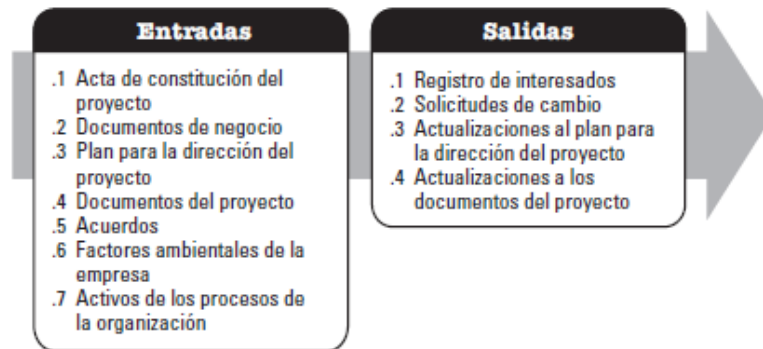 Entradas
.1 Acta de constitución del
proyecto
.2 Documentos de negocio
.3 Plan para la dirección del
proyecto
.4 Documentos del proyecto
.5 Acuerdos
.6 Factores ambientales de la
empresa
.7 Activos de los procesos de
la organización
Salidas
.1 Registro de interesados
.2 Solicitudes de cambio
.3 Actualizaciones al plan para
la dirección del proyecto
.4 Actualizaciones a los
documentos del proyecto